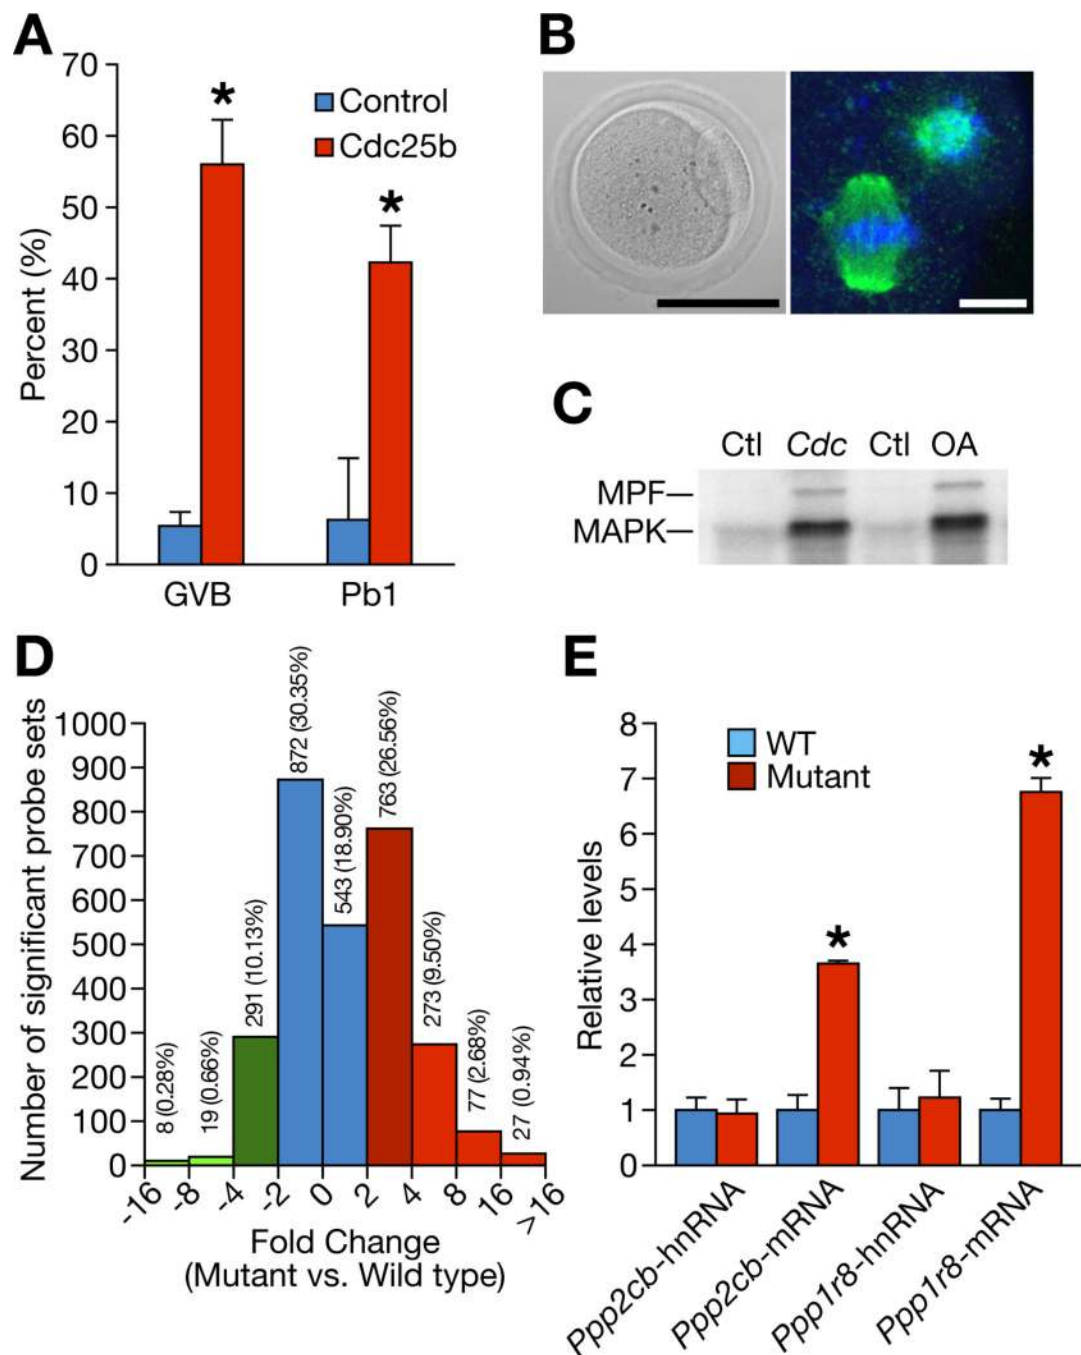 A
70
60
50
40
30
20
10
0
Percent (%)
*
*
Control
Cdc25b
GVB
Pb1
B
C
Ctl Cdc Ctl OA
MPF
MAPK
D
1000
900
800
700
600
500
400
300
200
100
0
Number of significant probe sets
8 (0.28%)
19 (0.66%)
291 (10.13%)
872 (30.35%)
543 (18.90%)
763 (26.56%)
273 (9.50%)
77 (2.68%)
27 (0.94%)
-16
-8
-4
-2
0
2
4
8
16
>16
Fold Change
(Mutant vs. Wild type)
E
8
7
6
5
4
3
2
1
0
Relative levels
WT
Mutant
*
*
Ppp2cb-hnRNA
Ppp2cb-mRNA
Ppp1r8-hnRNA
Ppp1r8-mRNA